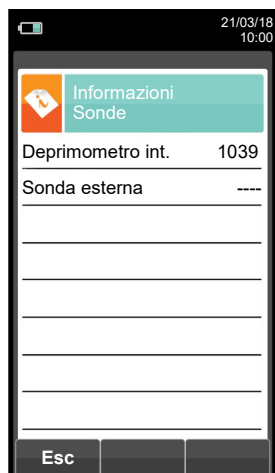 21/03/18
10:00
Informazioni
Sonde
Deprimometro int. 1039
Sonda esterna ----
Esc